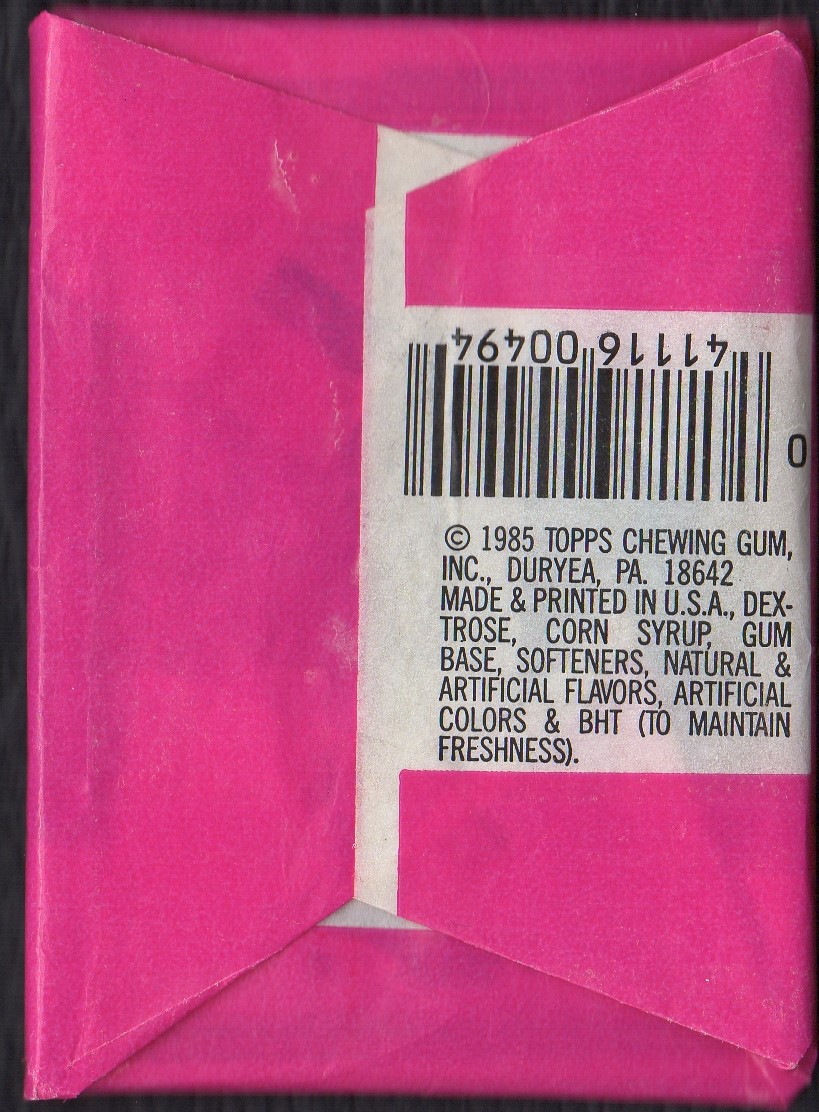 0 41116 00494
© 1985 TOPPS CHEWING GUM,
INC., DURYEA, PA. 18642
MADE & PRINTED IN U.S.A., DEX-
TROSE, CORN SYRUP, GUM
BASE, SOFTENERS, NATURAL &
ARTIFICIAL FLAVORS, ARTIFICIAL
COLORS & BHT (TO MAINTAIN
FRESHNESS).